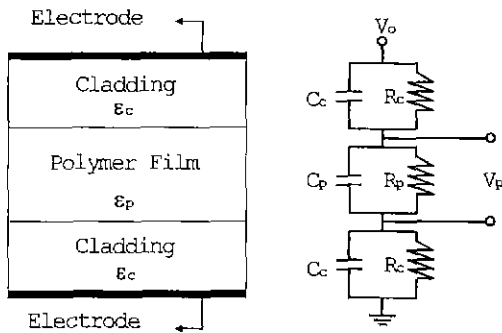 Electrode
Cladding
εc
Polymer Film
εp
Cladding
εc
Electrode
Vo
Cc
Rc
Cp
Rp
Vp
Cc
Rc